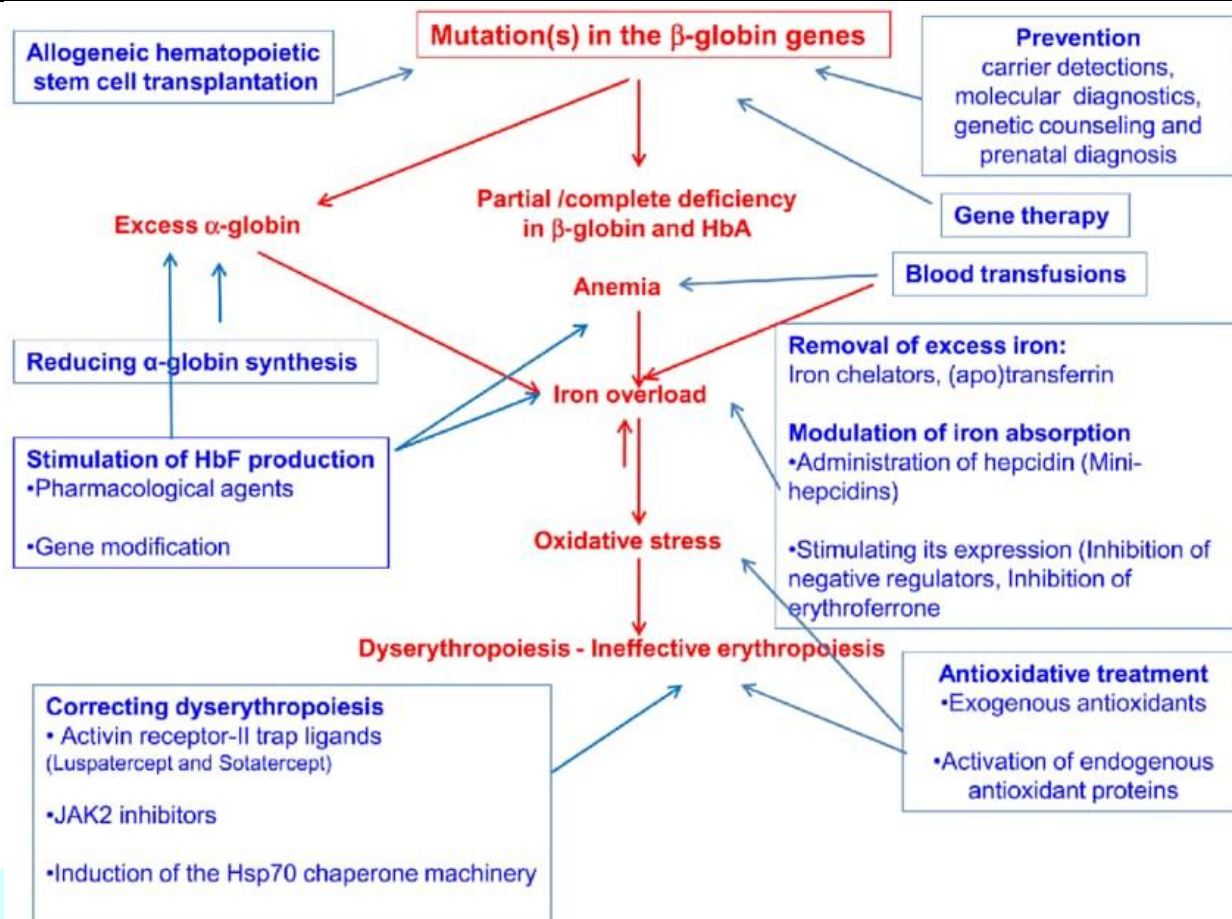 Mutation(s) in the β-globin genes
Allogeneic hematopoietic
stem cell transplantation
Prevention
carrier detections,
molecular diagnostics,
genetic counseling and
prenatal diagnosis
Gene therapy
Partial /complete deficiency
in β-globin and HbA
Excess α-globin
Blood transfusions
Anemia
Reducing α-globin synthesis
Removal of excess iron:
Iron chelators, (apo)transferrin
Modulation of iron absorption
•Administration of hepcidin (Mini-
hepcidins)
•Stimulating its expression (Inhibition of
negative regulators, Inhibition of
erythroferrone
Iron overload
Stimulation of HbF production
•Pharmacological agents
•Gene modification
Oxidative stress
Dyserythropoiesis - Ineffective erythropoiesis
Correcting dyserythropoiesis
• Activin receptor-II trap ligands
(Luspatercept and Sotatercept)
•JAK2 inhibitors
•Induction of the Hsp70 chaperone machinery
Antioxidative treatment
•Exogenous antioxidants
•Activation of endogenous
antioxidant proteins